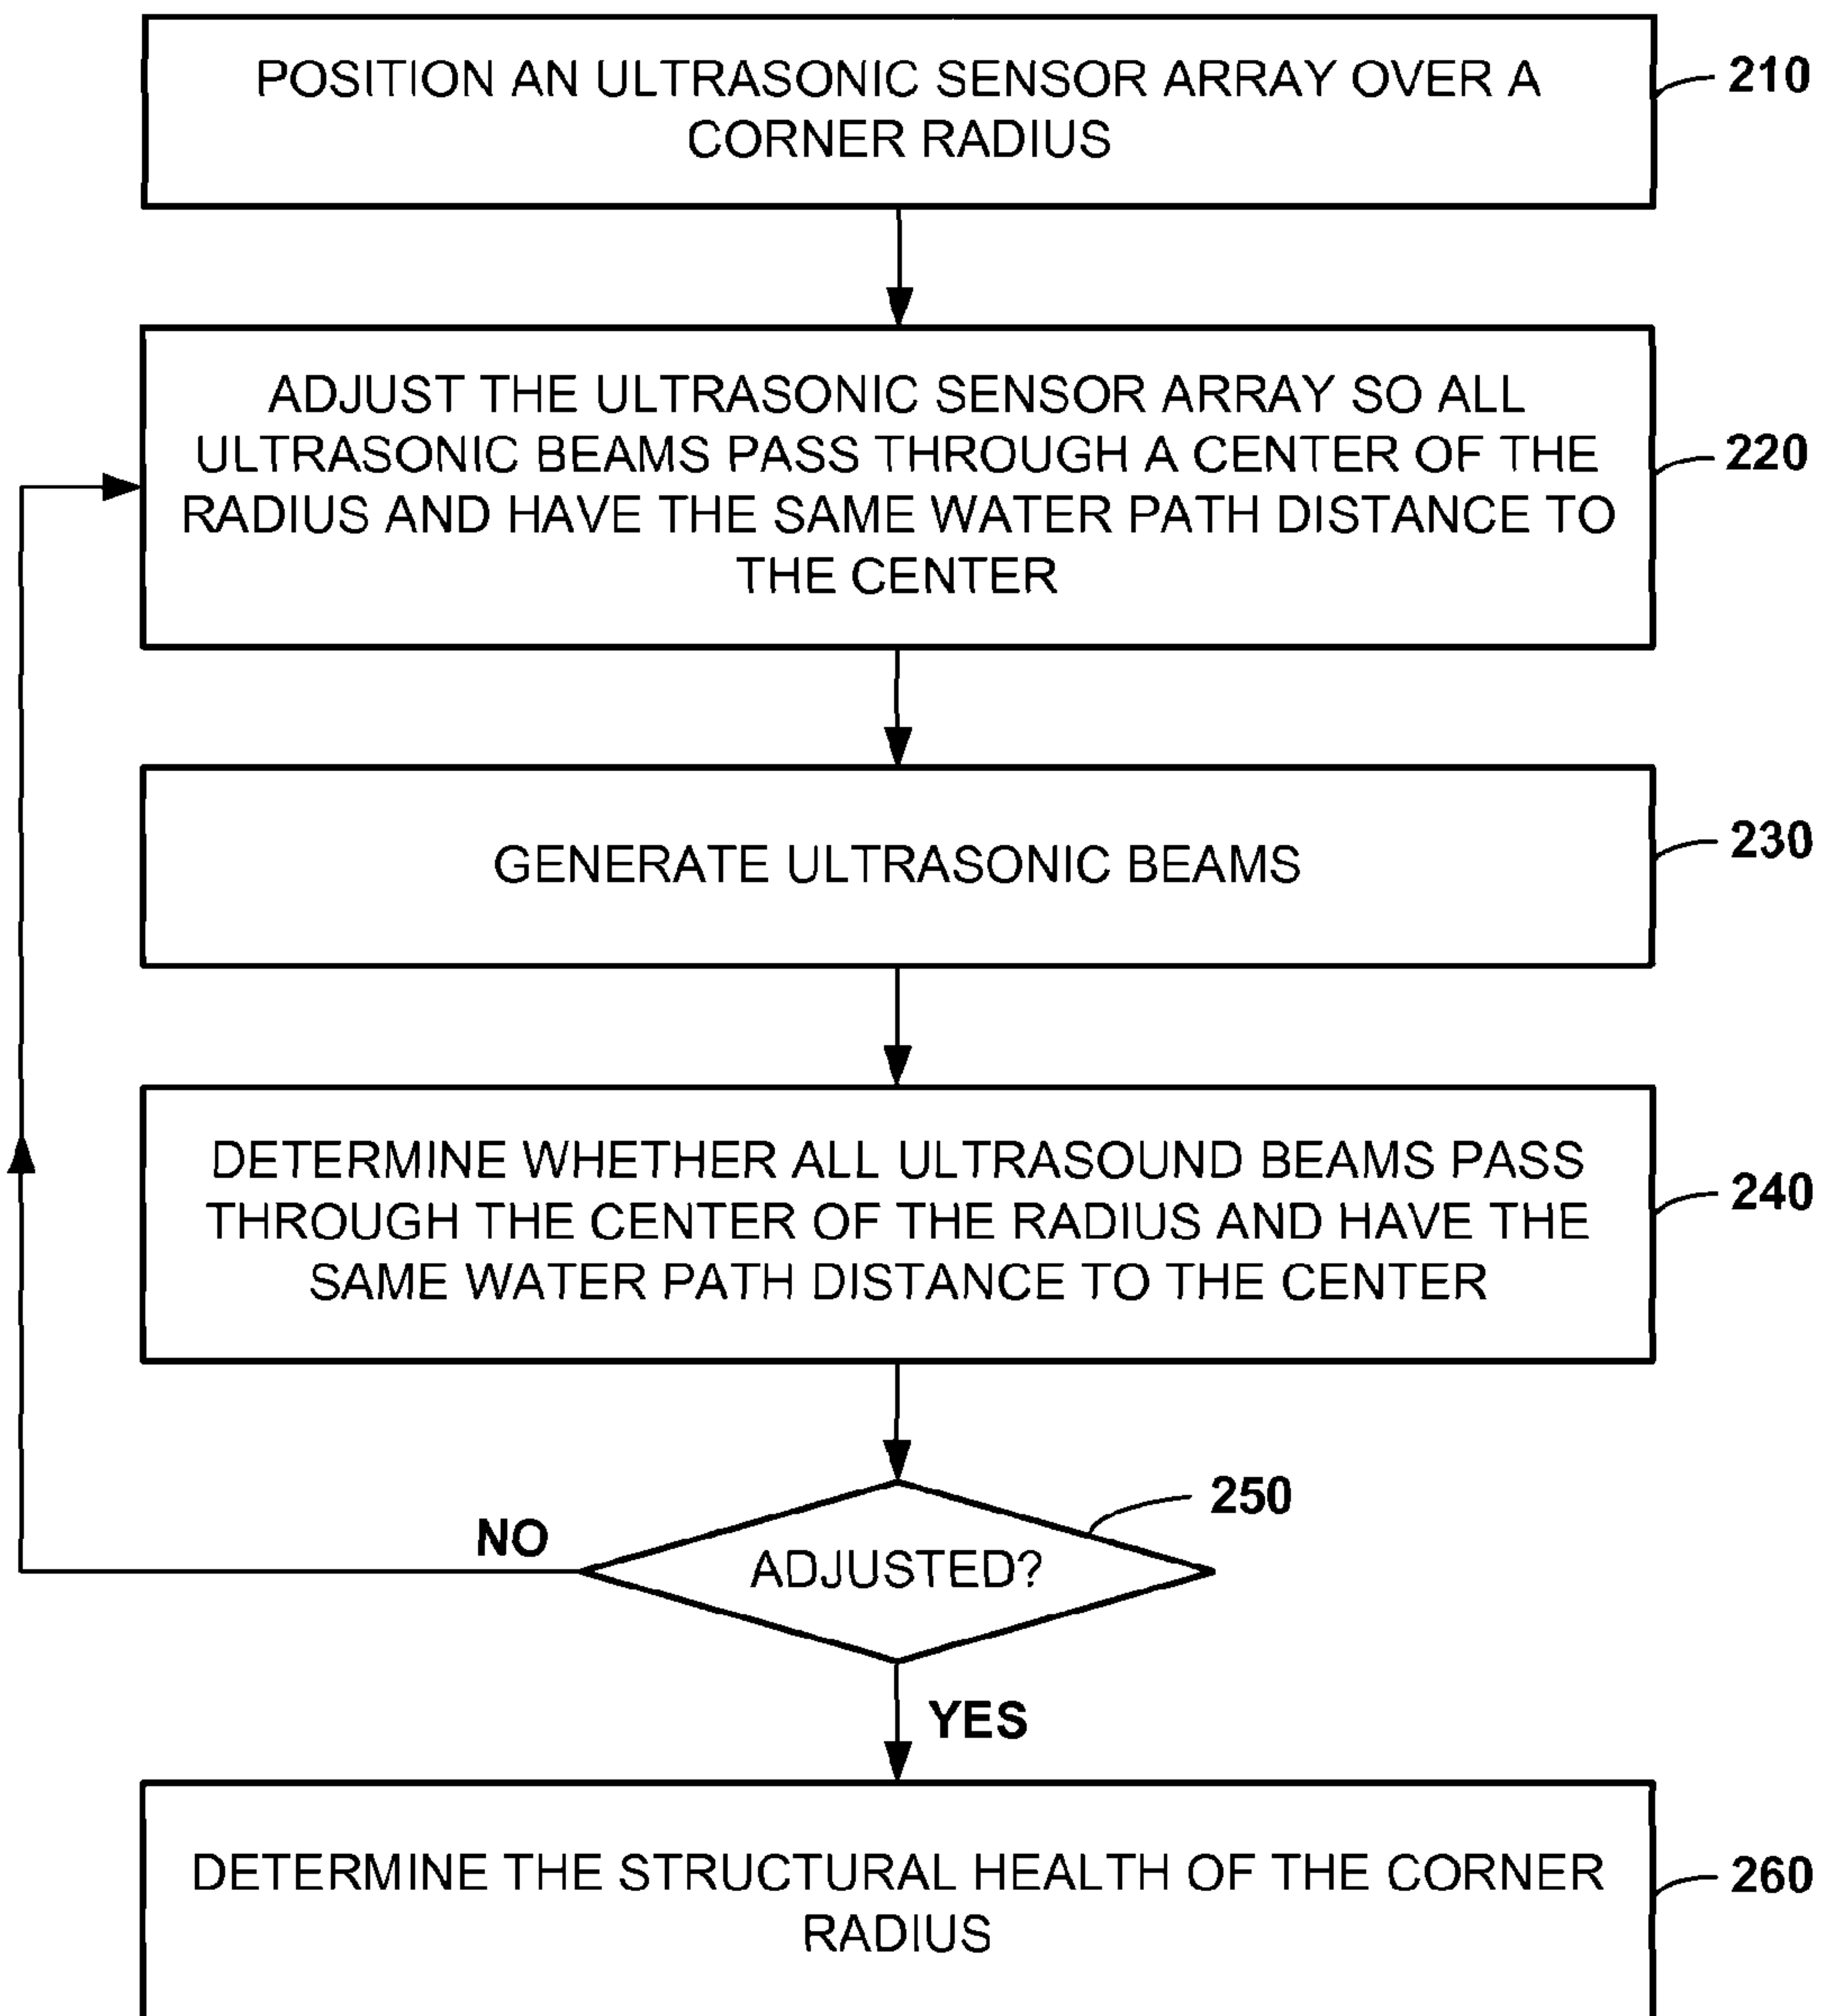 POSITION AN ULTRASONIC SENSOR ARRAY OVER A
CORNER RADIUS
210
ADJUST THE ULTRASONIC SENSOR ARRAY SO ALL
ULTRASONIC BEAMS PASS THROUGH A CENTER OF THE
RADIUS AND HAVE THE SAME WATER PATH DISTANCE TO
THE CENTER
220
GENERATE ULTRASONIC BEAMS
230
DETERMINE WHETHER ALL ULTRASOUND BEAMS PASS
THROUGH THE CENTER OF THE RADIUS AND HAVE THE
SAME WATER PATH DISTANCE TO THE CENTER
240
250
NO
ADJUSTED?
YES
DETERMINE THE STRUCTURAL HEALTH OF THE CORNER
RADIUS
260